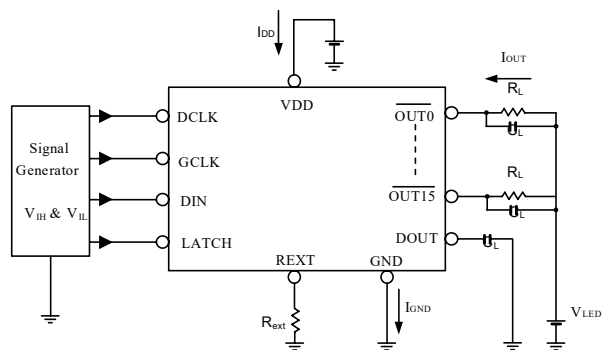 IDD
IOUT
RL
VDD
OUT0
CL
DCLK
Signal
Generator
GCLK
RL
DIN
OUT15
VIH & VIL
CL
DOUT
LATCH
CL
REXT
GND
IGND
VLED
Rext